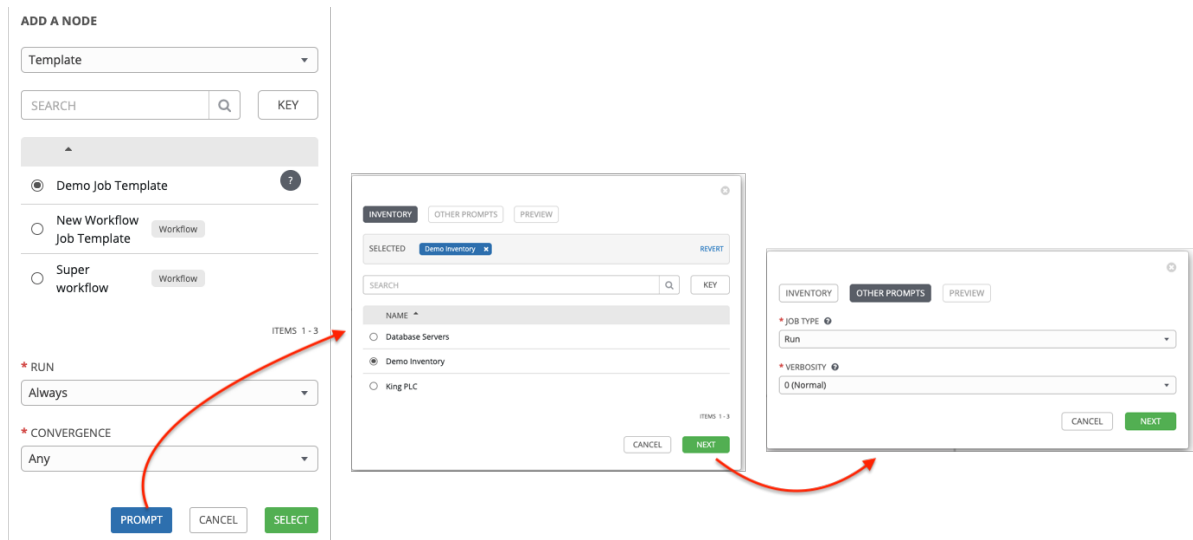 ADD A NODE
Template
SEARCH
KEY
Demo Job Template
?
New Workflow
Job Template
Workflow
Super
workflow
Workflow
ITEMS 1 - 3
* RUN
Always
* CONVERGENCE
Any
PROMPT CANCEL SELECT
INVENTORY OTHER PROMPTS PREVIEW
SELECTED Demo Inventory x REVERT
SEARCH KEY
NAME
Database Servers
Demo Inventory
King PLC
ITEMS 1 - 3
CANCEL NEXT
INVENTORY OTHER PROMPTS PREVIEW
* JOB TYPE ?
Run
* VERBOSITY ?
0 (Normal)
CANCEL NEXT